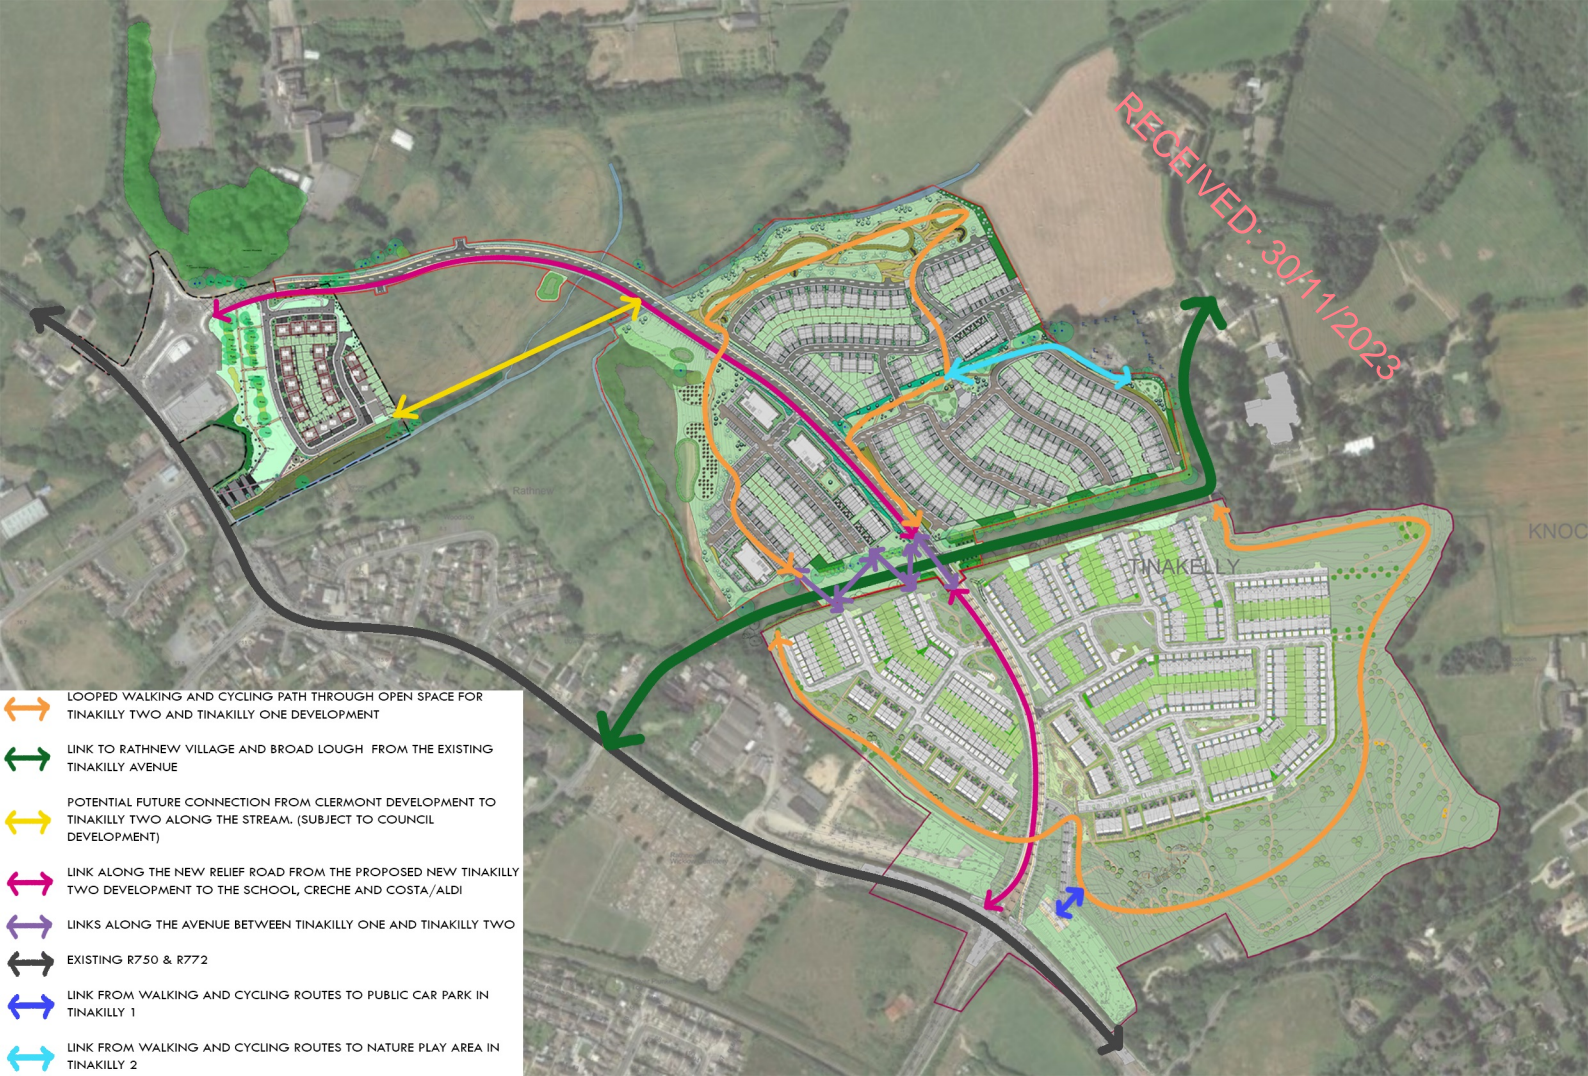 RECEIVED: 30/11/2023
KNOC
TINAKELLY
Rathnew
LOOPED WALKING AND CYCLING PATH THROUGH OPEN SPACE FOR
TINAKILLY TWO AND TINAKILLY ONE DEVELOPMENT
LINK TO RATHNEW VILLAGE AND BROAD LOUGH FROM THE EXISTING
TINAKILLY AVENUE
POTENTIAL FUTURE CONNECTION FROM CLERMONT DEVELOPMENT TO
TINAKILLY TWO ALONG THE STREAM. (SUBJECT TO COUNCIL
DEVELOPMENT)
LINK ALONG THE NEW RELIEF ROAD FROM THE PROPOSED NEW TINAKILLY
TWO DEVELOPMENT TO THE SCHOOL, CRECHE AND COSTA/ALDI
LINKS ALONG THE AVENUE BETWEEN TINAKILLY ONE AND TINAKILLY TWO
EXISTING R750 & R772
LINK FROM WALKING AND CYCLING ROUTES TO PUBLIC CAR PARK IN
TINAKILLY 1
LINK FROM WALKING AND CYCLING ROUTES TO NATURE PLAY AREA IN
TINAKILLY 2